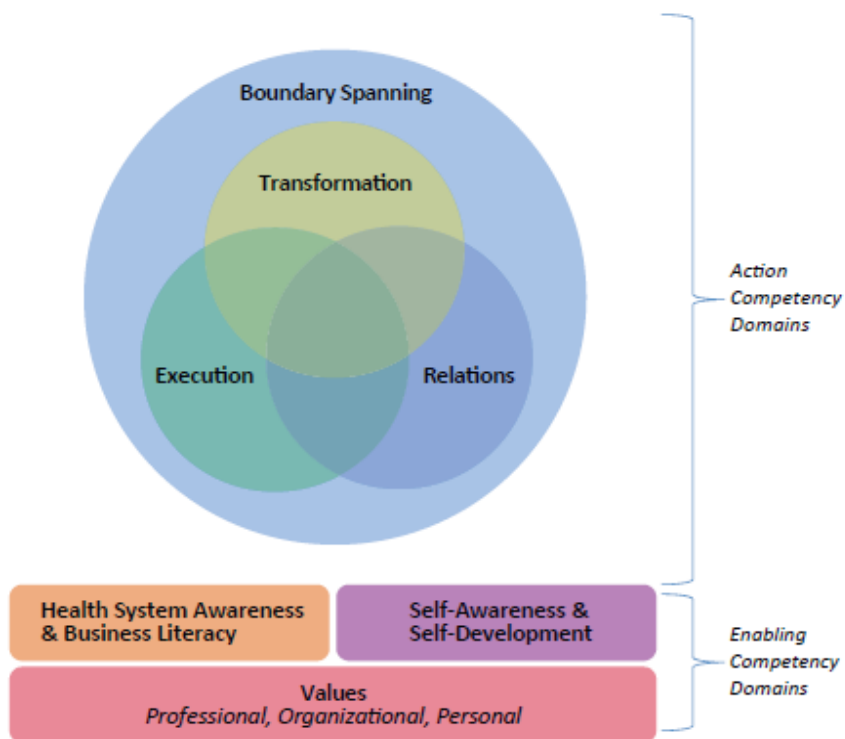 Boundary Spanning
Transformation
Execution
Relations
Action
Competency
Domains
Health System Awareness
& Business Literacy
Self-Awareness &
Self-Development
Values
Professional, Organizational, Personal
Enabling
Competency
Domains